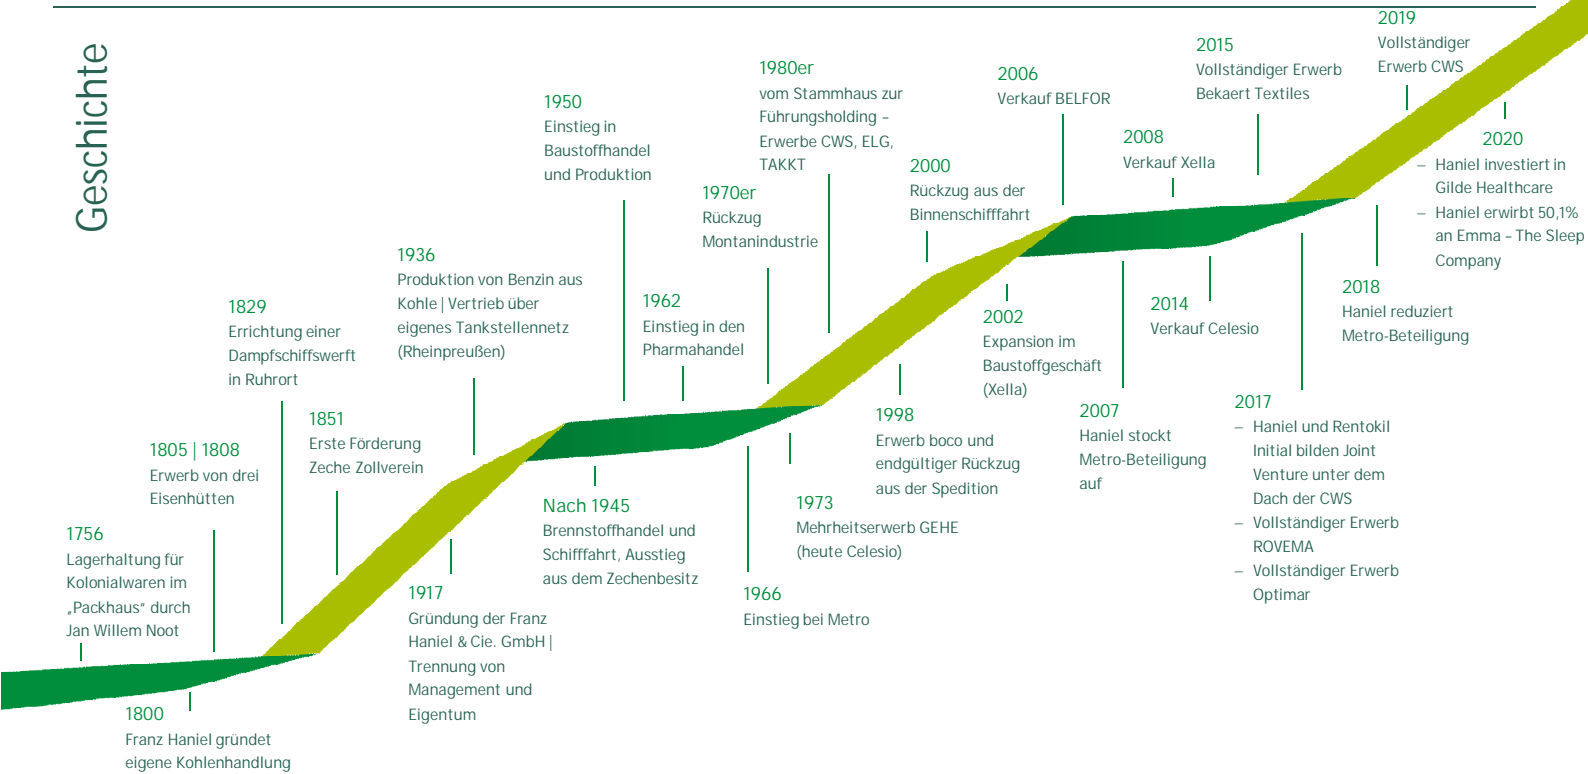 Geschichte
1756
Lagerhaltung für
Kolonialwaren im
„Packhaus“ durch
Jan Willem Noot
1800
Franz Haniel gründet
eigene Kohlenhandlung
1805 | 1808
Erwerb von drei
Eisenhütten
1829
Errichtung einer
Dampfschiffswerft
in Ruhrort
1851
Erste Förderung
Zeche Zollverein
1917
Gründung der Franz
Haniel & Cie. GmbH |
Trennung von
Management und
Eigentum
1936
Produktion von Benzin aus
Kohle | Vertrieb über
eigenes Tankstellennetz
(Rheinpreußen)
Nach 1945
Brennstoffhandel und
Schifffahrt, Ausstieg
aus dem Zechenbesitz
1950
Einstieg in
Baustoffhandel
und Produktion
1962
Einstieg in den
Pharmahandel
1966
Einstieg bei Metro
1970er
Rückzug
Montanindustrie
1973
Mehrheitserwerb GEHE
(heute Celesio)
1980er
vom Stammhaus zur
Führungsholding –
Erwerbe CWS, ELG,
TAKKT
1998
Erwerb boco und
endgültiger Rückzug
aus der Spedition
2000
Rückzug aus der
Binnenschifffahrt
2002
Expansion im
Baustoffgeschäft
(Xella)
2006
Verkauf BELFOR
2007
Haniel stockt
Metro-Beteiligung
auf
2008
Verkauf Xella
2014
Verkauf Celesio
2015
Vollständiger Erwerb
Bekaert Textiles
2017
– Haniel und Rentokil
Initial bilden Joint
Venture unter dem
Dach der CWS
– Vollständiger Erwerb
ROVEMA
– Vollständiger Erwerb
Optimar
2018
Haniel reduziert
Metro-Beteiligung
2019
Vollständiger
Erwerb CWS
2020
– Haniel investiert in
Gilde Healthcare
– Haniel erwirbt 50,1%
an Emma – The Sleep
Company